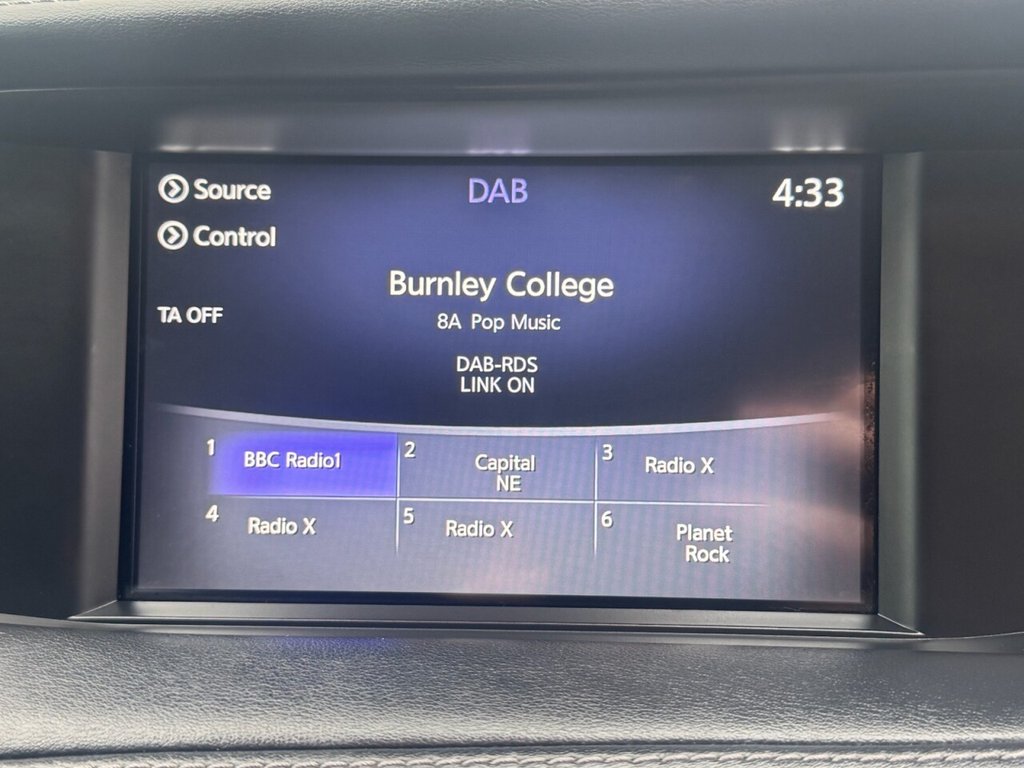 Source
DAB
4:33
Control
Burnley College
TA OFF
8A Pop Music
DAB-RDS
LINK ON
1 BBC Radio1
2 Capital
NE
3 Radio X
4 Radio X
5 Radio X
6 Planet
Rock